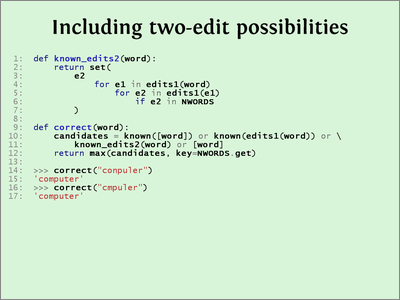 Including two-edit possibilities
1: def known_edits2(word):
2:     return set(
3:         e2
4:             for e1 in edits1(word)
5:                 for e2 in edits1(e1)
6:                     if e2 in NWORDS
7:         )
8:
9: def correct(word):
10:     candidates = known([word]) or known(edits1(word)) or \
11:         known_edits2(word) or [word]
12:     return max(candidates, key=NWORDS.get)
13:
14: >>> correct("conpuler")
15: 'computer'
16: >>> correct("cmpuler")
17: 'computer'